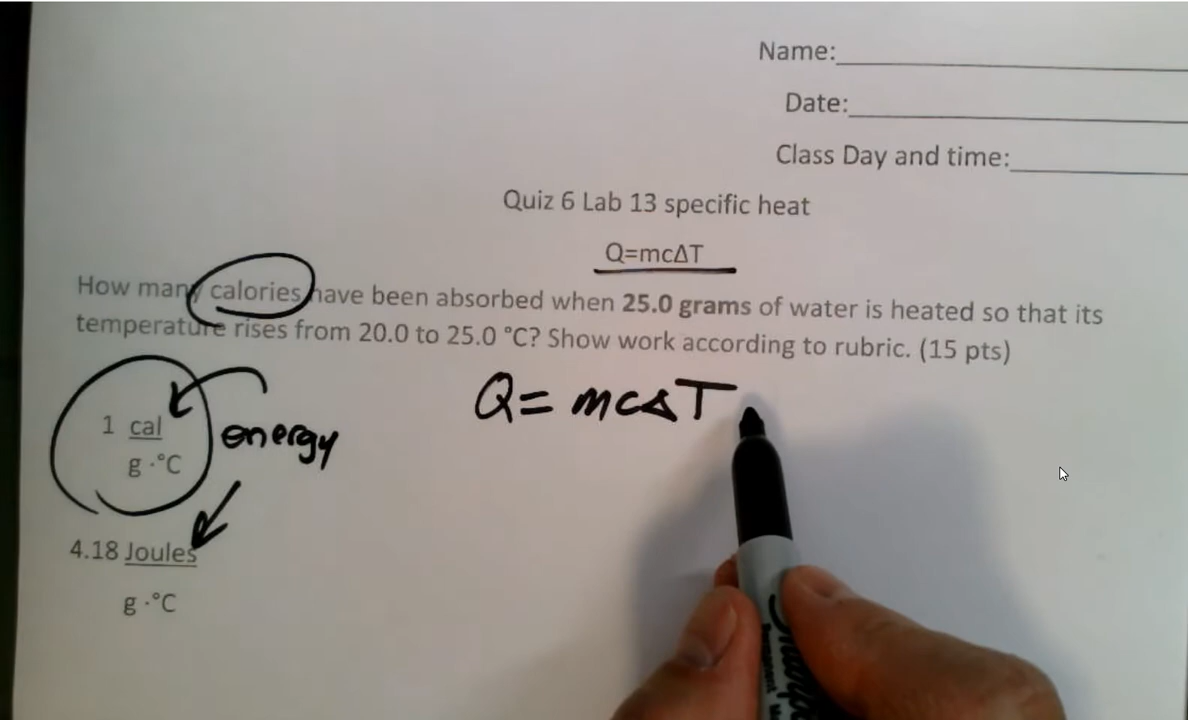 Name:
Date:
Class Day and time:
Quiz 6 Lab 13 specific heat
Q=mcΔT
How many calories have been absorbed when 25.0 grams of water is heated so that its
temperature rises from 20.0 to 25.0 °C? Show work according to rubric. (15 pts)
Q= mcΔT
1 cal
g·°C
energy
4.18 Joules
g·°C